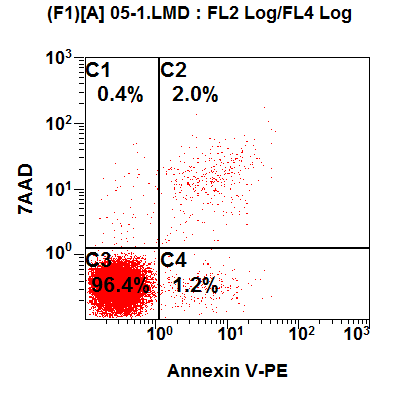 (F1)[A] 05-1.LMD : FL2 Log/FL4 Log
10³
C1
C2
0.4%
2.0%
10²
7AAD
10¹
10⁰
C3
C4
96.4%
1.2%
10⁰
10¹
10²
10³
Annexin V-PE